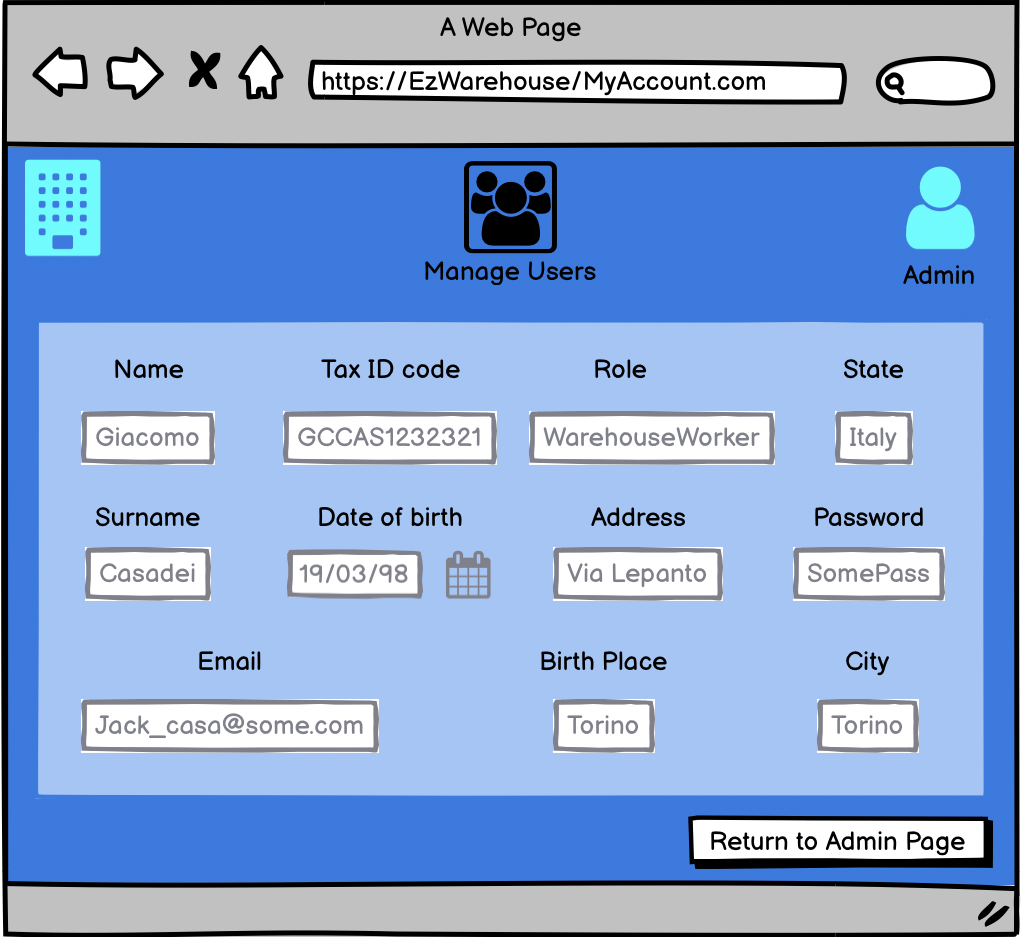 A Web Page
https://EzWarehouse/MyAccount.com
Manage Users
Admin
Name Tax ID code Role State
Giacomo GCCAS1232321 WarehouseWorker Italy
Surname Date of birth Address Password
Casadei 19/03/98 Via Lepanto SomePass
Email Birth Place City
Jack_casa@some.com Torino Torino
Return to Admin Page